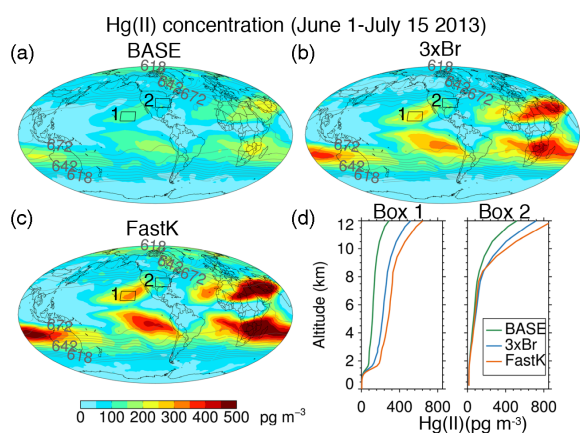 Hg(II) concentration (June 1-July 15 2013)
(a) BASE
618
642
672
1
2
672
642
618
(b) 3xBr
618
642
672
1
2
672
642
618
(c) FastK
618
642
672
1
2
672
642
618
0 100 200 300 400 500 pg m⁻³
(d) Box 1 Box 2
Altitude (km)
12
10
8
6
4
2
0
BASE
3xBr
FastK
0 400 800 0 400 800
Hg(II)(pg m⁻³)